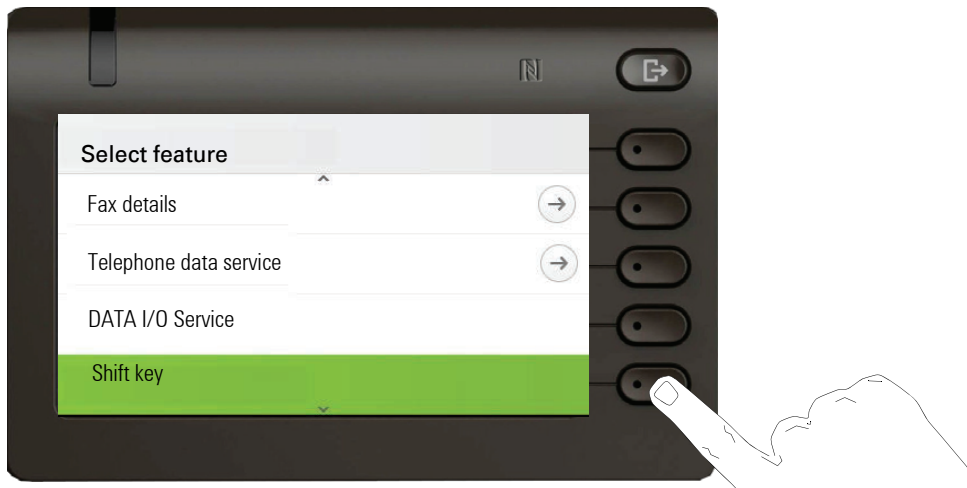 Select feature
Fax details
Telephone data service
DATA I/O Service
Shift key